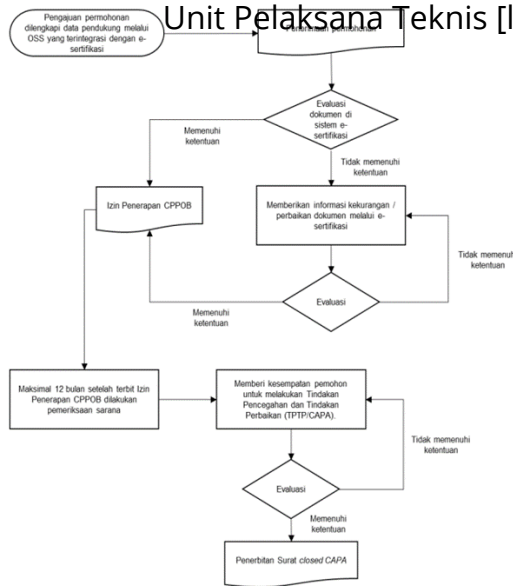 Unit Pelaksana Teknis [l
Pengajuan permohonan
dilengkapi data pendukung melalui
OSS yang terintegrasi dengan e-
sertifikasi
Penerimaan permohonan
Evaluasi
dokumen di
sistem e-
sertifikasi
Memenuhi
ketentuan
Tidak memenuhi
ketentuan
Izin Penerapan CPPOB
Memberikan informasi kekurangan /
perbaikan dokumen melalui e-
sertifikasi
Tidak memenuh
ketentuan
Evaluasi
Memenuhi
ketentuan
Maksimal 12 bulan setelah terbit Izin
Penerapan CPPOB dilakukan
pemeriksaan sarana
Memberi kesempatan pemohon
untuk melakukan Tindakan
Pencegahan dan Tindakan
Perbaikan (TPTP/CAPA).
Tidak memenuhi
ketentuan
Evaluasi
Memenuhi
ketentuan
Penerbitan Surat closed CAPA